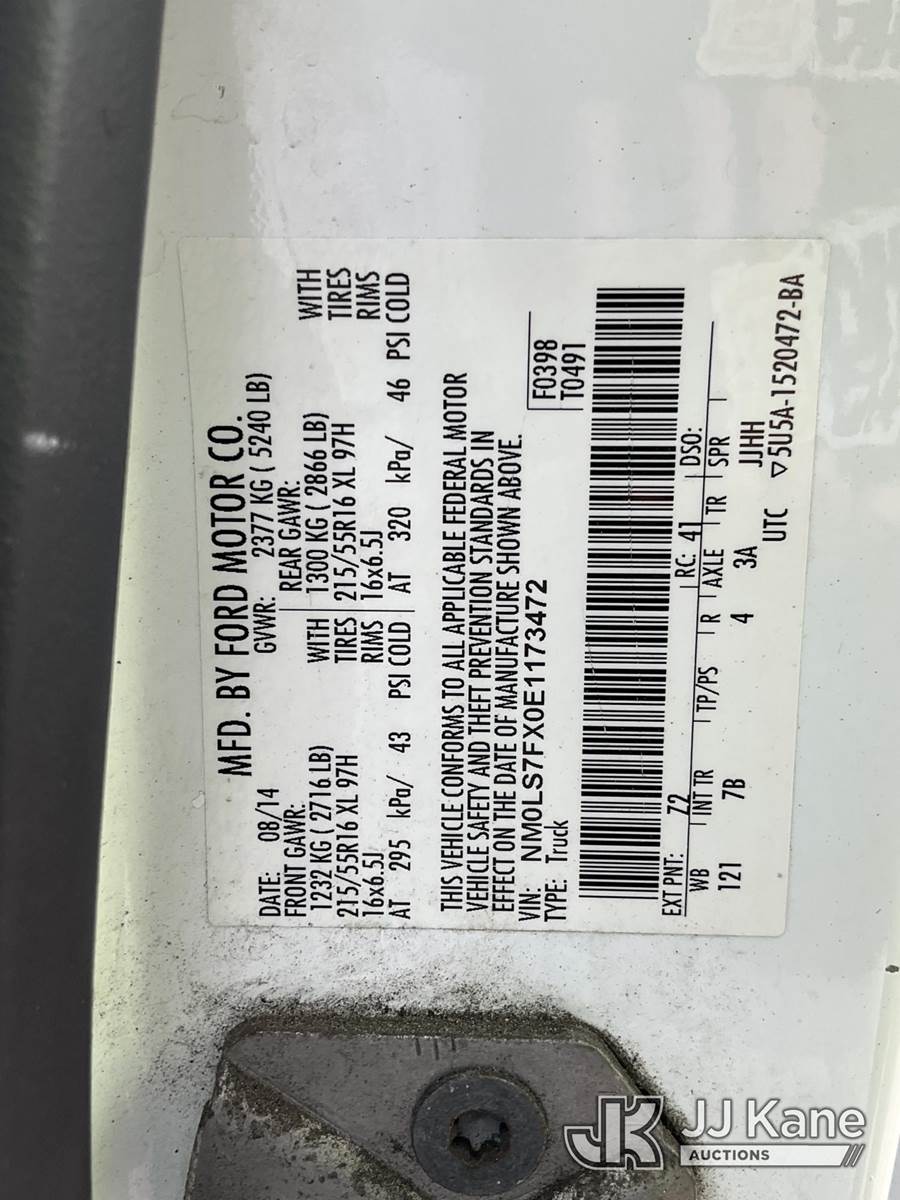 MFD. BY FORD MOTOR CO.
DATE: 08/14 GVWR: 2377 KG ( 5240 LB)
FRONT GAWR: REAR GAWR:
1232 KG ( 2716 LB) WITH 1300 KG ( 2866 LB) WITH
215/55R16 XL 97H TIRES 215/55R16 XL 97H TIRES
16x6.5J RIMS 16x6.5J RIMS
AT 295 kPa/ 43 PSI COLD AT 320 kPa/ 46 PSI COLD
THIS VEHICLE CONFORMS TO ALL APPLICABLE FEDERAL MOTOR
VEHICLE SAFETY AND THEFT PREVENTION STANDARDS IN
EFFECT ON THE DATE OF MANUFACTURE SHOWN ABOVE.
VIN: NM0LS7FX0E1173472 F0398
TYPE: Truck T0491
EXT PNT: Z2 RC: 41 DSO:
WB INT TR TP/PS R AXLE TR SPR
121 7B 4 3A JJHH
UTC ▽5U5A-1520472-BA
JK JJ Kane
AUCTIONS